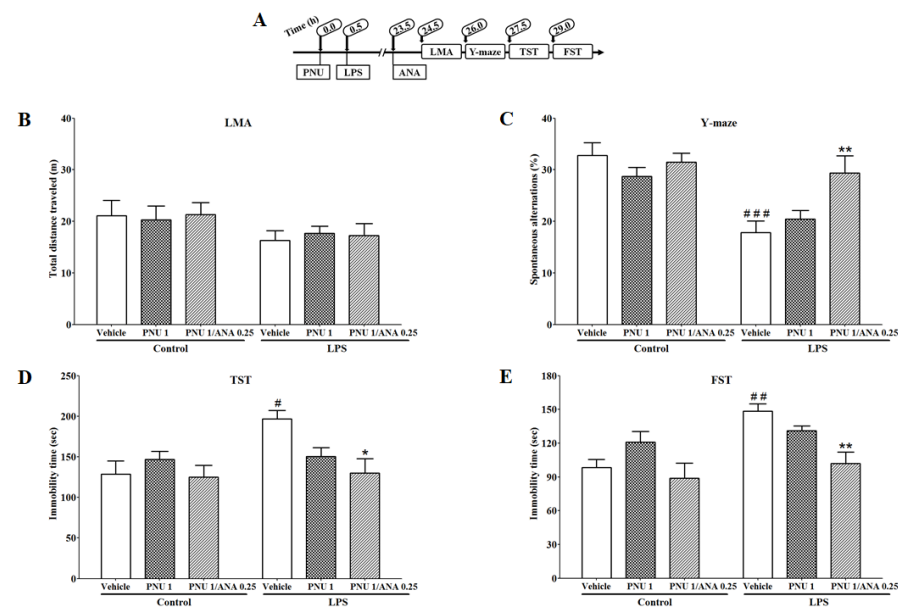 A
Time (h) 0.0 0.5 23.5 24.5 26.0 27.5 29.0
LMA Y-maze TST FST
PNU LPS ANA
B
LMA
Total distance traveled (m)
40
30
20
10
0
Vehicle PNU 1 PNU 1/ANA 0.25 Vehicle PNU 1 PNU 1/ANA 0.25
Control LPS
C
Y-maze
Spontaneous alternations (%)
40
30
20
10
0
# # #
**
Vehicle PNU 1 PNU 1/ANA 0.25 Vehicle PNU 1 PNU 1/ANA 0.25
Control LPS
D
TST
Immobility time (sec)
250
200
150
100
50
0
#
*
Vehicle PNU 1 PNU 1/ANA 0.25 Vehicle PNU 1 PNU 1/ANA 0.25
Control LPS
E
FST
Immobility time (sec)
180
150
120
90
60
30
0
# #
**
Vehicle PNU 1 PNU 1/ANA 0.25 Vehicle PNU 1 PNU 1/ANA 0.25
Control LPS